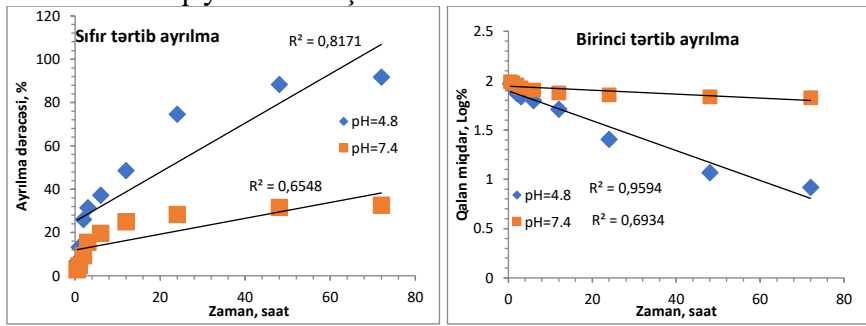 Sıfır tərtib ayrılma
R² = 0,8171
R² = 0,6548
pH=4.8
pH=7.4
120
100
80
60
40
20
0
0 20 40 60 80
Ayrılma dərəcəsi, %
Zaman, saat
Birinci tərtib ayrılma
2.5
2
1.5
1
0.5
0
pH=4.8 R² = 0,9594
pH=7.4 R² = 0,6934
0 20 40 60 80
Qalan miqdar, Log%
Zaman, saat